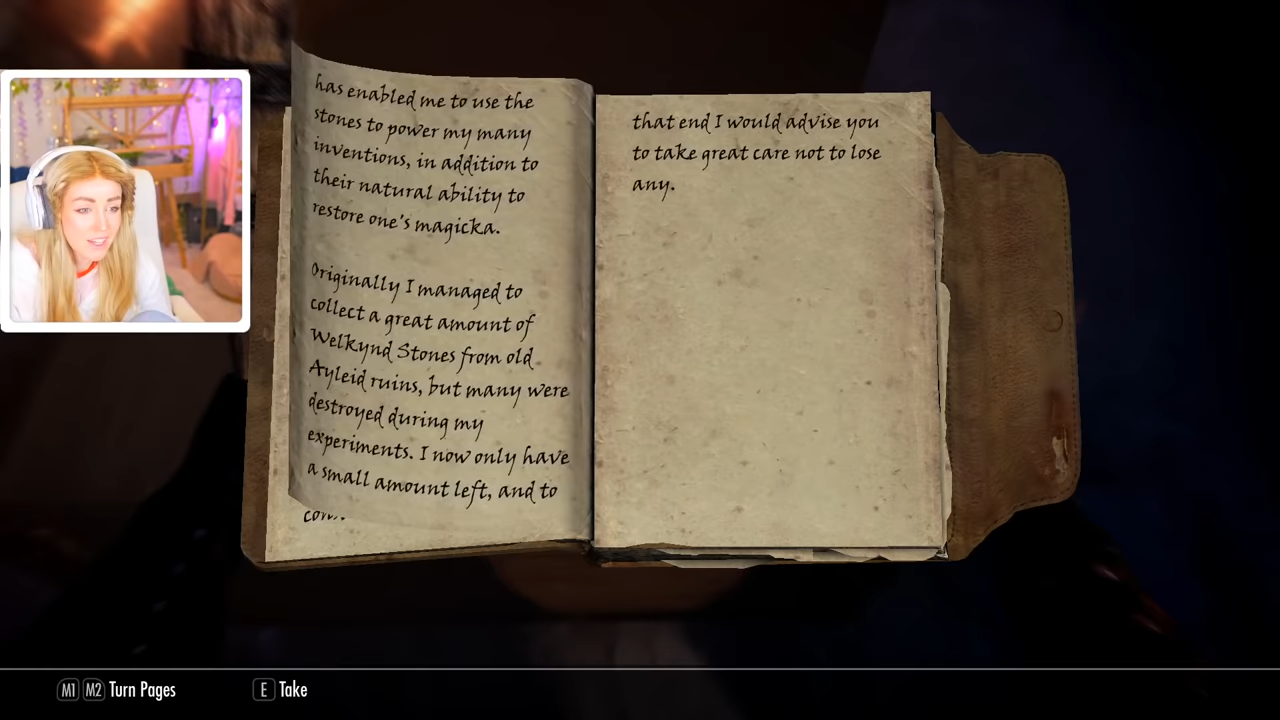 has enabled me to use the
stones to power my many
inventions, in addition to
their natural ability to
restore one's magicka.
Originally I managed to
collect a great amount of
Welkynd Stones from old
Ayleid ruins, but many were
destroyed during my
experiments. I now only have
a small amount left, and to
that end I would advise you
to take great care not to lose
any.
M1 M2 Turn Pages
E Take